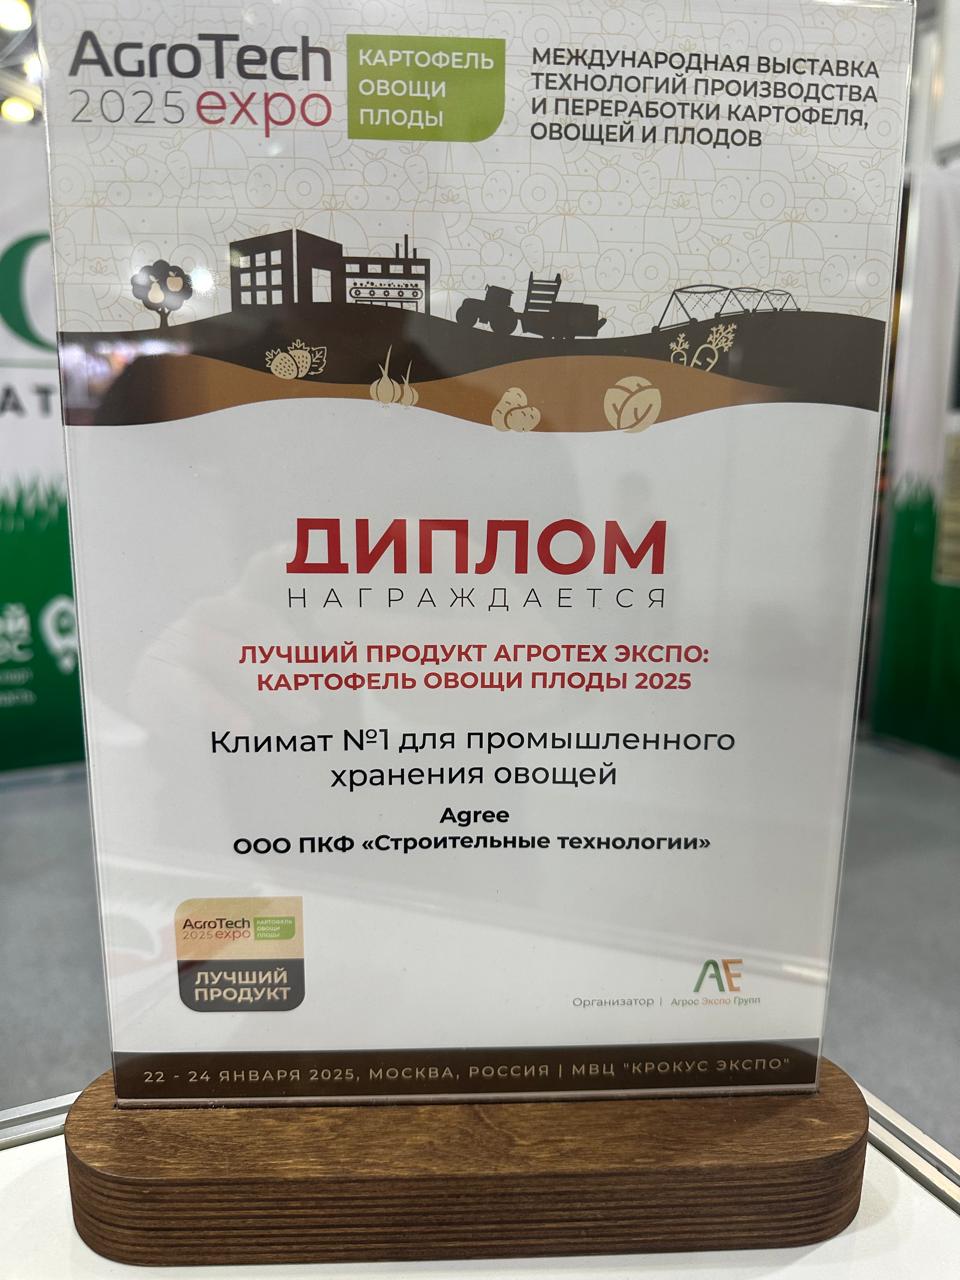 AgroTech
2025 expo
КАРТОФЕЛЬ
ОВОЩИ
ПЛОДЫ
МЕЖДУНАРОДНАЯ ВЫСТАВКА
ТЕХНОЛОГИЙ ПРОИЗВОДСТВА
И ПЕРЕРАБОТКИ КАРТОФЕЛЯ,
ОВОЩЕЙ И ПЛОДОВ
ДИПЛОМ
НАГРАЖДАЕТСЯ
ЛУЧШИЙ ПРОДУКТ АГРОТЕХ ЭКСПО:
КАРТОФЕЛЬ ОВОЩИ ПЛОДЫ 2025
Климат №1 для промышленного
хранения овощей
Agree
ООО ПКФ «Строительные технологии»
AgroTech
2025 expo
КАРТОФЕЛЬ
ОВОЩИ
ПЛОДЫ
ЛУЧШИЙ
ПРОДУКТ
AE
Организатор | Агрос Экспо Групп
22 - 24 ЯНВАРЯ 2025, МОСКВА, РОССИЯ | МВЦ "КРОКУС ЭКСПО"